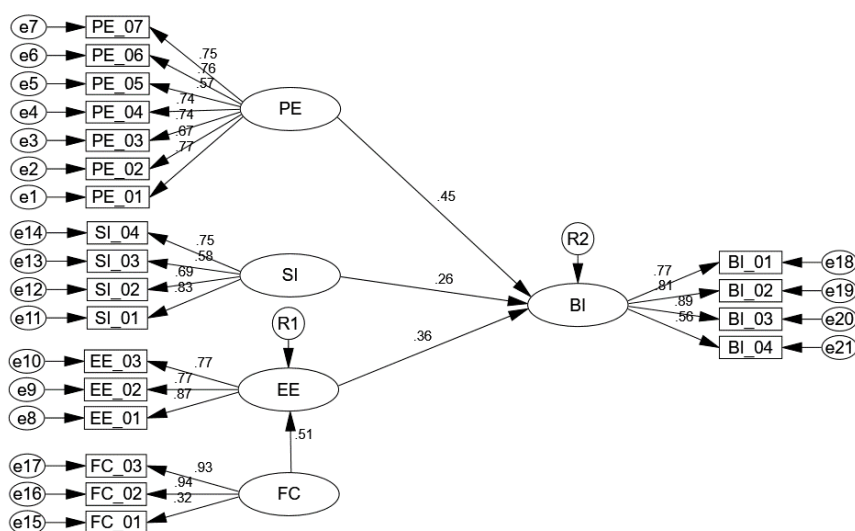 e7 PE_07
e6 PE_06
e5 PE_05
e4 PE_04
e3 PE_03
e2 PE_02
e1 PE_01
.75
.76
.57
.74
.74
.67
.77
PE
.45
e14 SI_04
e13 SI_03
e12 SI_02
e11 SI_01
.75
.58
.69
.83
SI
.26
R1
e10 EE_03
e9 EE_02
e8 EE_01
.77
.77
.87
EE
.36
.51
e17 FC_03
e16 FC_02
e15 FC_01
.93
.94
.32
FC
R2
BI
.77
.81
.89
.56
BI_01 e18
BI_02 e19
BI_03 e20
BI_04 e21